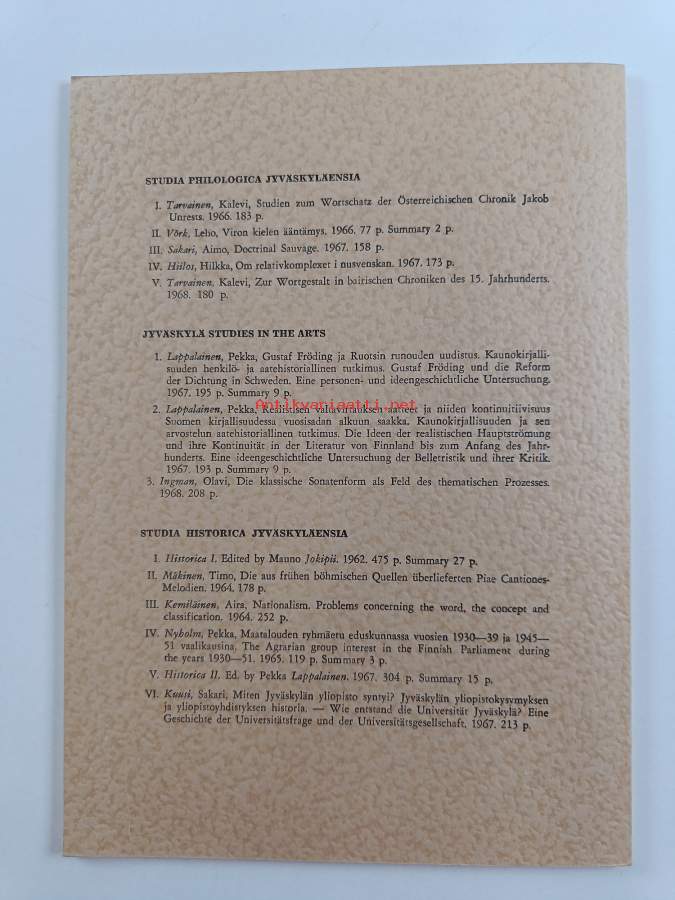 STUDIA PHILOLOGICA JYVÄSKYLÄENSIA
I. Tarvainen, Kalevi, Studien zum Wortschatz der Österreichischen Chronik Jakob
Unrests. 1966. 183 p.
II. Võrk, Lebo, Viron kielen ääntämys. 1966. 77 p. Summary 2 p.
III. Sakari, Aimo, Doctrinal Sauvage. 1967. 158 p.
IV. Hiilos, Hilkka, Om relativkomplexet i nusvenskan. 1967. 173 p.
V. Tarvainen, Kalevi, Zur Wortgestalt in bairischen Chroniken des 15. Jahrhunderts.
1968. 180 p.
JYVÄSKYLÄ STUDIES IN THE ARTS
1. Lappalainen, Pekka, Gustaf Fröding ja Ruotsin runouden uudistus. Kaunokirjalli-
suuden henkilö- ja aatehistoriallinen tutkimus. Gustaf Fröding und die Reform
der Dichtung in Schweden. Eine personen- und ideengeschichtliche Untersuchung.
1967. 195 p. Summary 9 p.
Antikvariaatti.net
2. Lappalainen, Pekka, Realistisen valtavirtauksen aatteet ja niiden kontinuitiivisuus
Suomen kirjallisuudessa vuosisadan alkuun saakka. Kaunokirjallisuuden ja sen
arvostelun aatehistoriallinen tutkimus. Die Ideen der realistischen Hauptströmung
und ihre Kontinuität in der Literatur von Finnland bis zum Anfang des Jahr-
hunderts. Eine ideengeschichtliche Untersuchung der Belletristik und ihrer Kritik.
1967. 193 p. Summary 9 p.
3. Ingman, Olavi, Die klassische Sonatenform als Feld des thematischen Prozesses.
1968. 208 p.
STUDIA HISTORICA JYVÄSKYLÄENSIA
I. Historica I. Edited by Mauno Jokipii. 1962. 475 p. Summary 27 p.
II. Mäkinen, Timo, Die aus frühen böhmischen Quellen überlieferten Piae Cantiones-
Melodien. 1964. 178 p.
III. Kemiläinen, Aira, Nationalism. Problems concerning the word, the concept and
classification. 1964. 252 p.
IV. Nyholm, Pekka, Maatalouden ryhmäetu eduskunnassa vuosien 1930—39 ja 1945—
51 vaalikausina. The Agrarian group interest in the Finnish Parliament during
the years 1930—51. 1965. 119 p. Summary 3 p.
V. Historica II. Ed. by Pekka Lappalainen. 1967. 304 p. Summary 15 p.
VI. Kuusi, Sakari, Miten Jyväskylän yliopisto syntyi? Jyväskylän yliopistokysymyksen
ja yliopistoyhdistyksen historia. — Wie entstand die Universität Jyväskylä? Eine
Geschichte der Universitätsfrage und der Universitätsgesellschaft. 1967. 213 p.